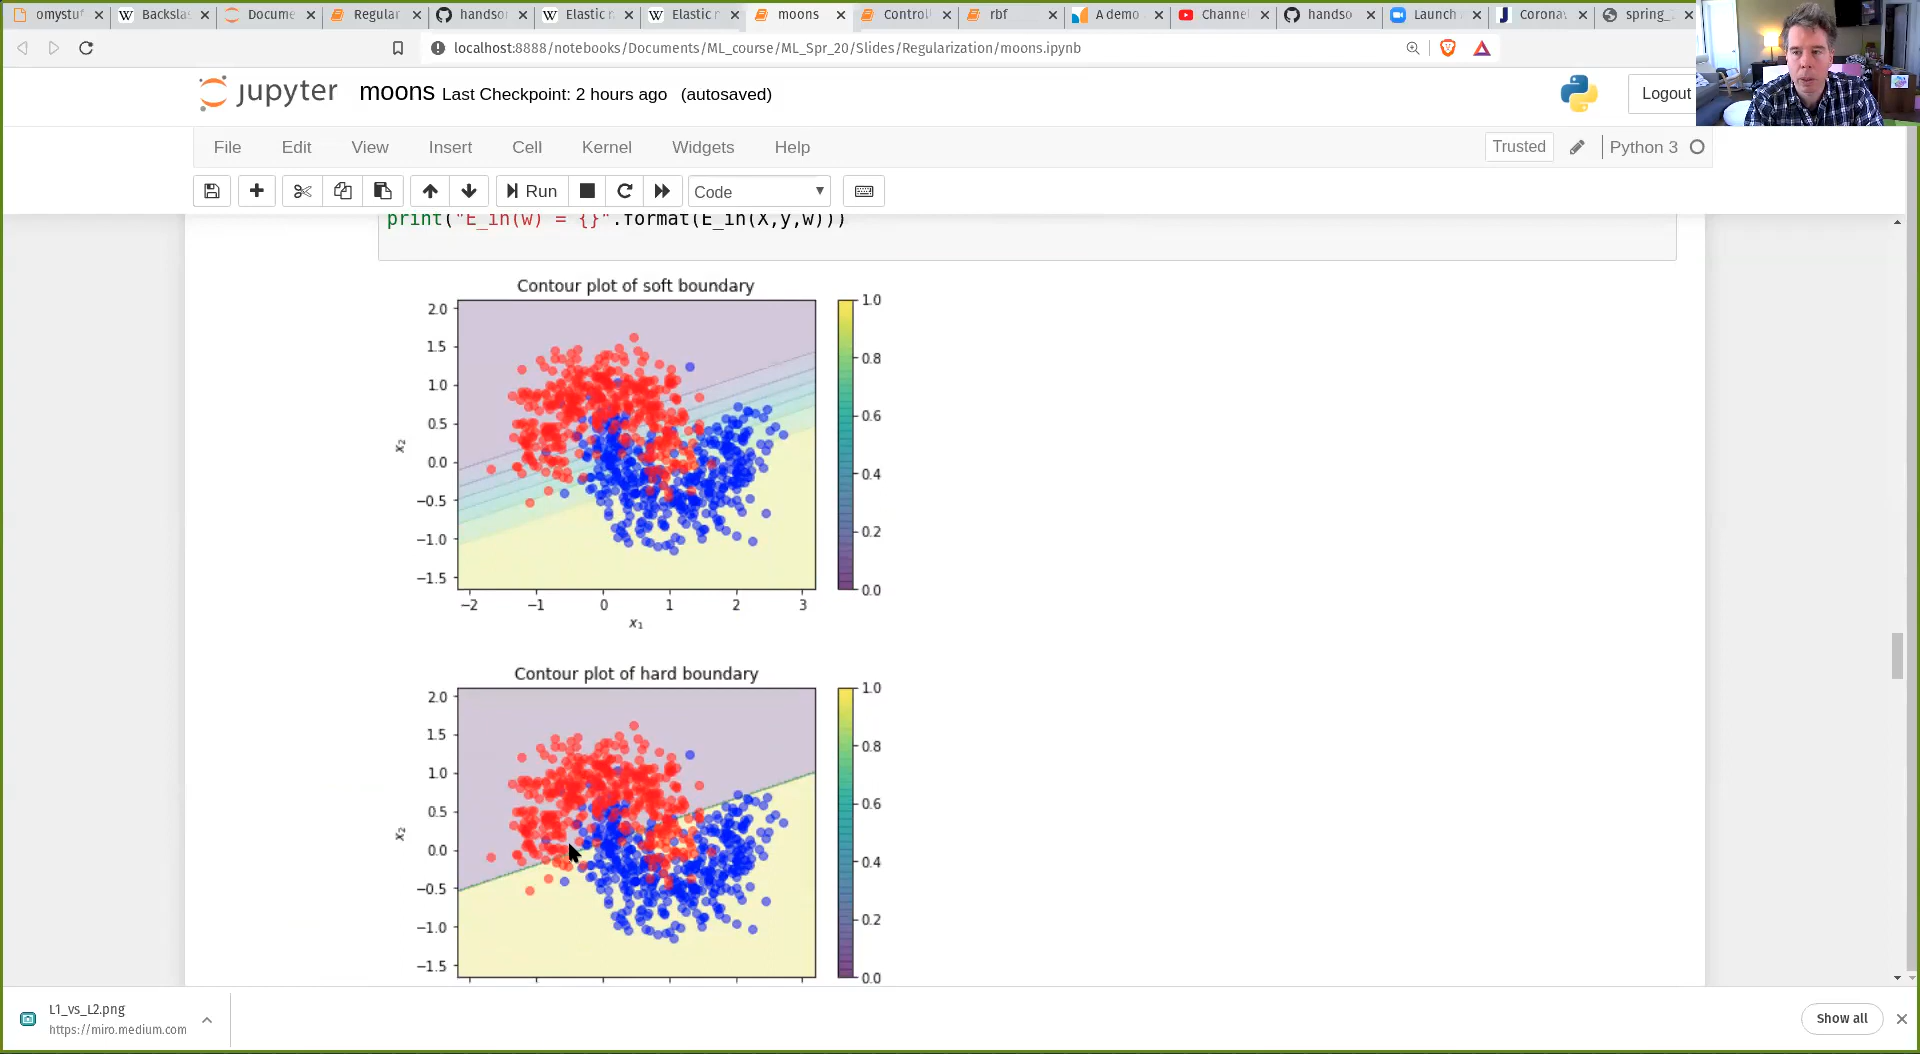 omystu Backsla Docume Regular handso Elastic Elastic moons Control rbf A demo Channel handso Launch Corona spring_
localhost:8888/notebooks/Documents/ML_course/ML_Spr_20/Slides/Regularization/moons.ipynb
jupyter moons Last Checkpoint: 2 hours ago (autosaved)
Logout
File Edit View Insert Cell Kernel Widgets Help
Trusted Python 3
Run Code
print("E_in(w) = {}".format(E_in(X,y,w)))
Contour plot of soft boundary
2.0
1.5
1.0
0.5
0.0
−0.5
−1.0
−1.5
x₂
−2 −1 0 1 2 3
x₁
1.0
0.8
0.6
0.4
0.2
0.0
Contour plot of hard boundary
2.0
1.5
1.0
0.5
0.0
−0.5
−1.0
−1.5
x₂
1.0
0.8
0.6
0.4
0.2
0.0
L1_vs_L2.png
https://miro.medium.com
Show all